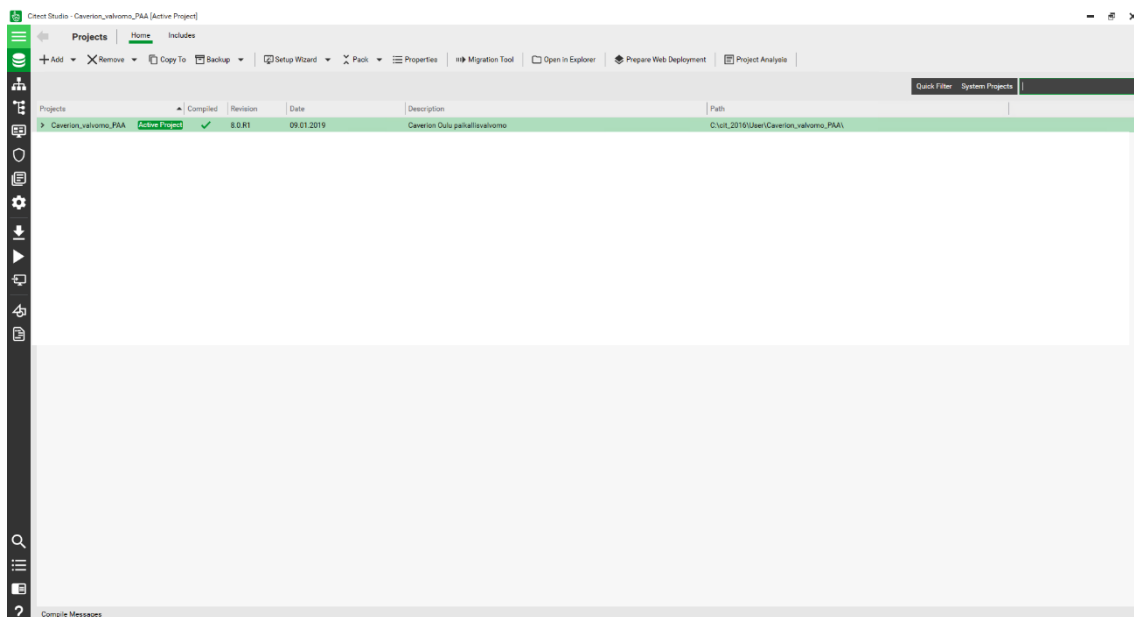 Citect Studio - Caverion_valvomo_PAA [Active Project]
Projects Home Includes
Add Remove Copy To Backup Setup Wizard Pack Properties Migration Tool Open in Explorer Prepare Web Deployment Project Analysis
Quick Filter System Projects
Projects Compiled Revision Date Description Path
Caverion_valvomo_PAA Active Project 8.0.R1 09.01.2019 Caverion Oulu paikallisvalvomo C:\cit_2016\User\Caverion_valvomo_PAA\
Compile Messages